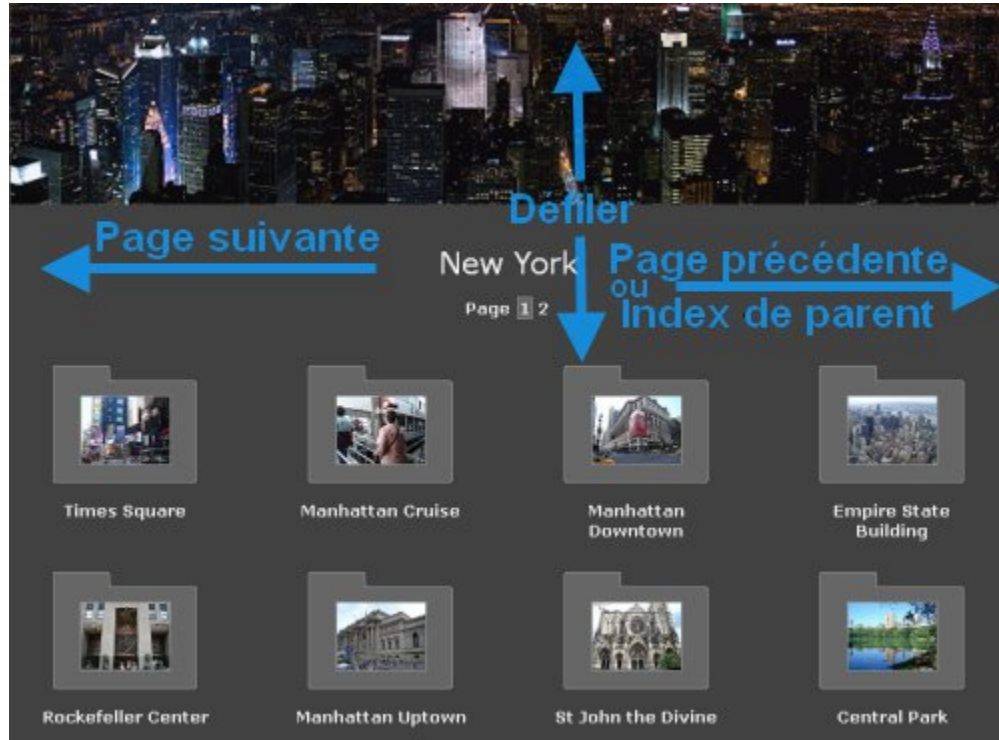 Défiler
Page suivante
New York
Page précédente
ou
Index de parent
Page 1 2
Times Square
Manhattan Cruise
Manhattan
Downtown
Empire State
Building
Rockefeller Center
Manhattan Uptown
St John the Divine
Central Park